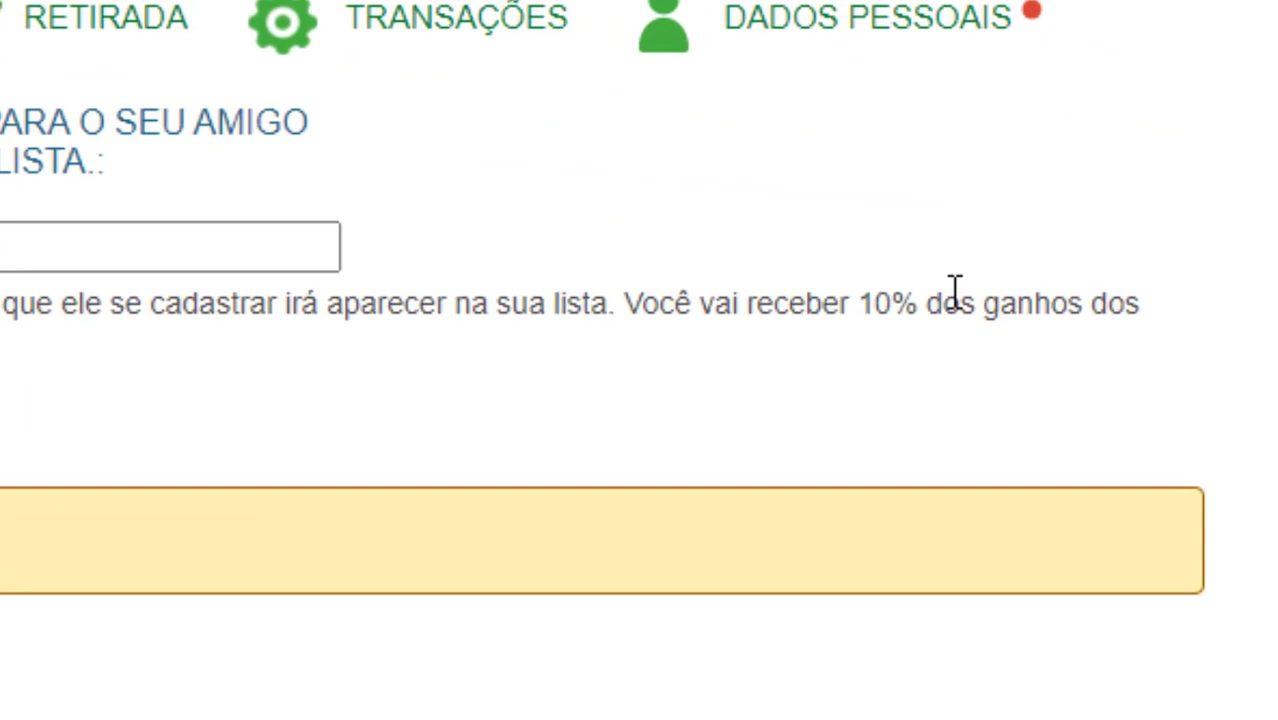 RETIRADA TRANSAÇÕES DADOS PESSOAIS
PARA O SEU AMIGO
LISTA.:
que ele se cadastrar irá aparecer na sua lista. Você vai receber 10% dos ganhos dos